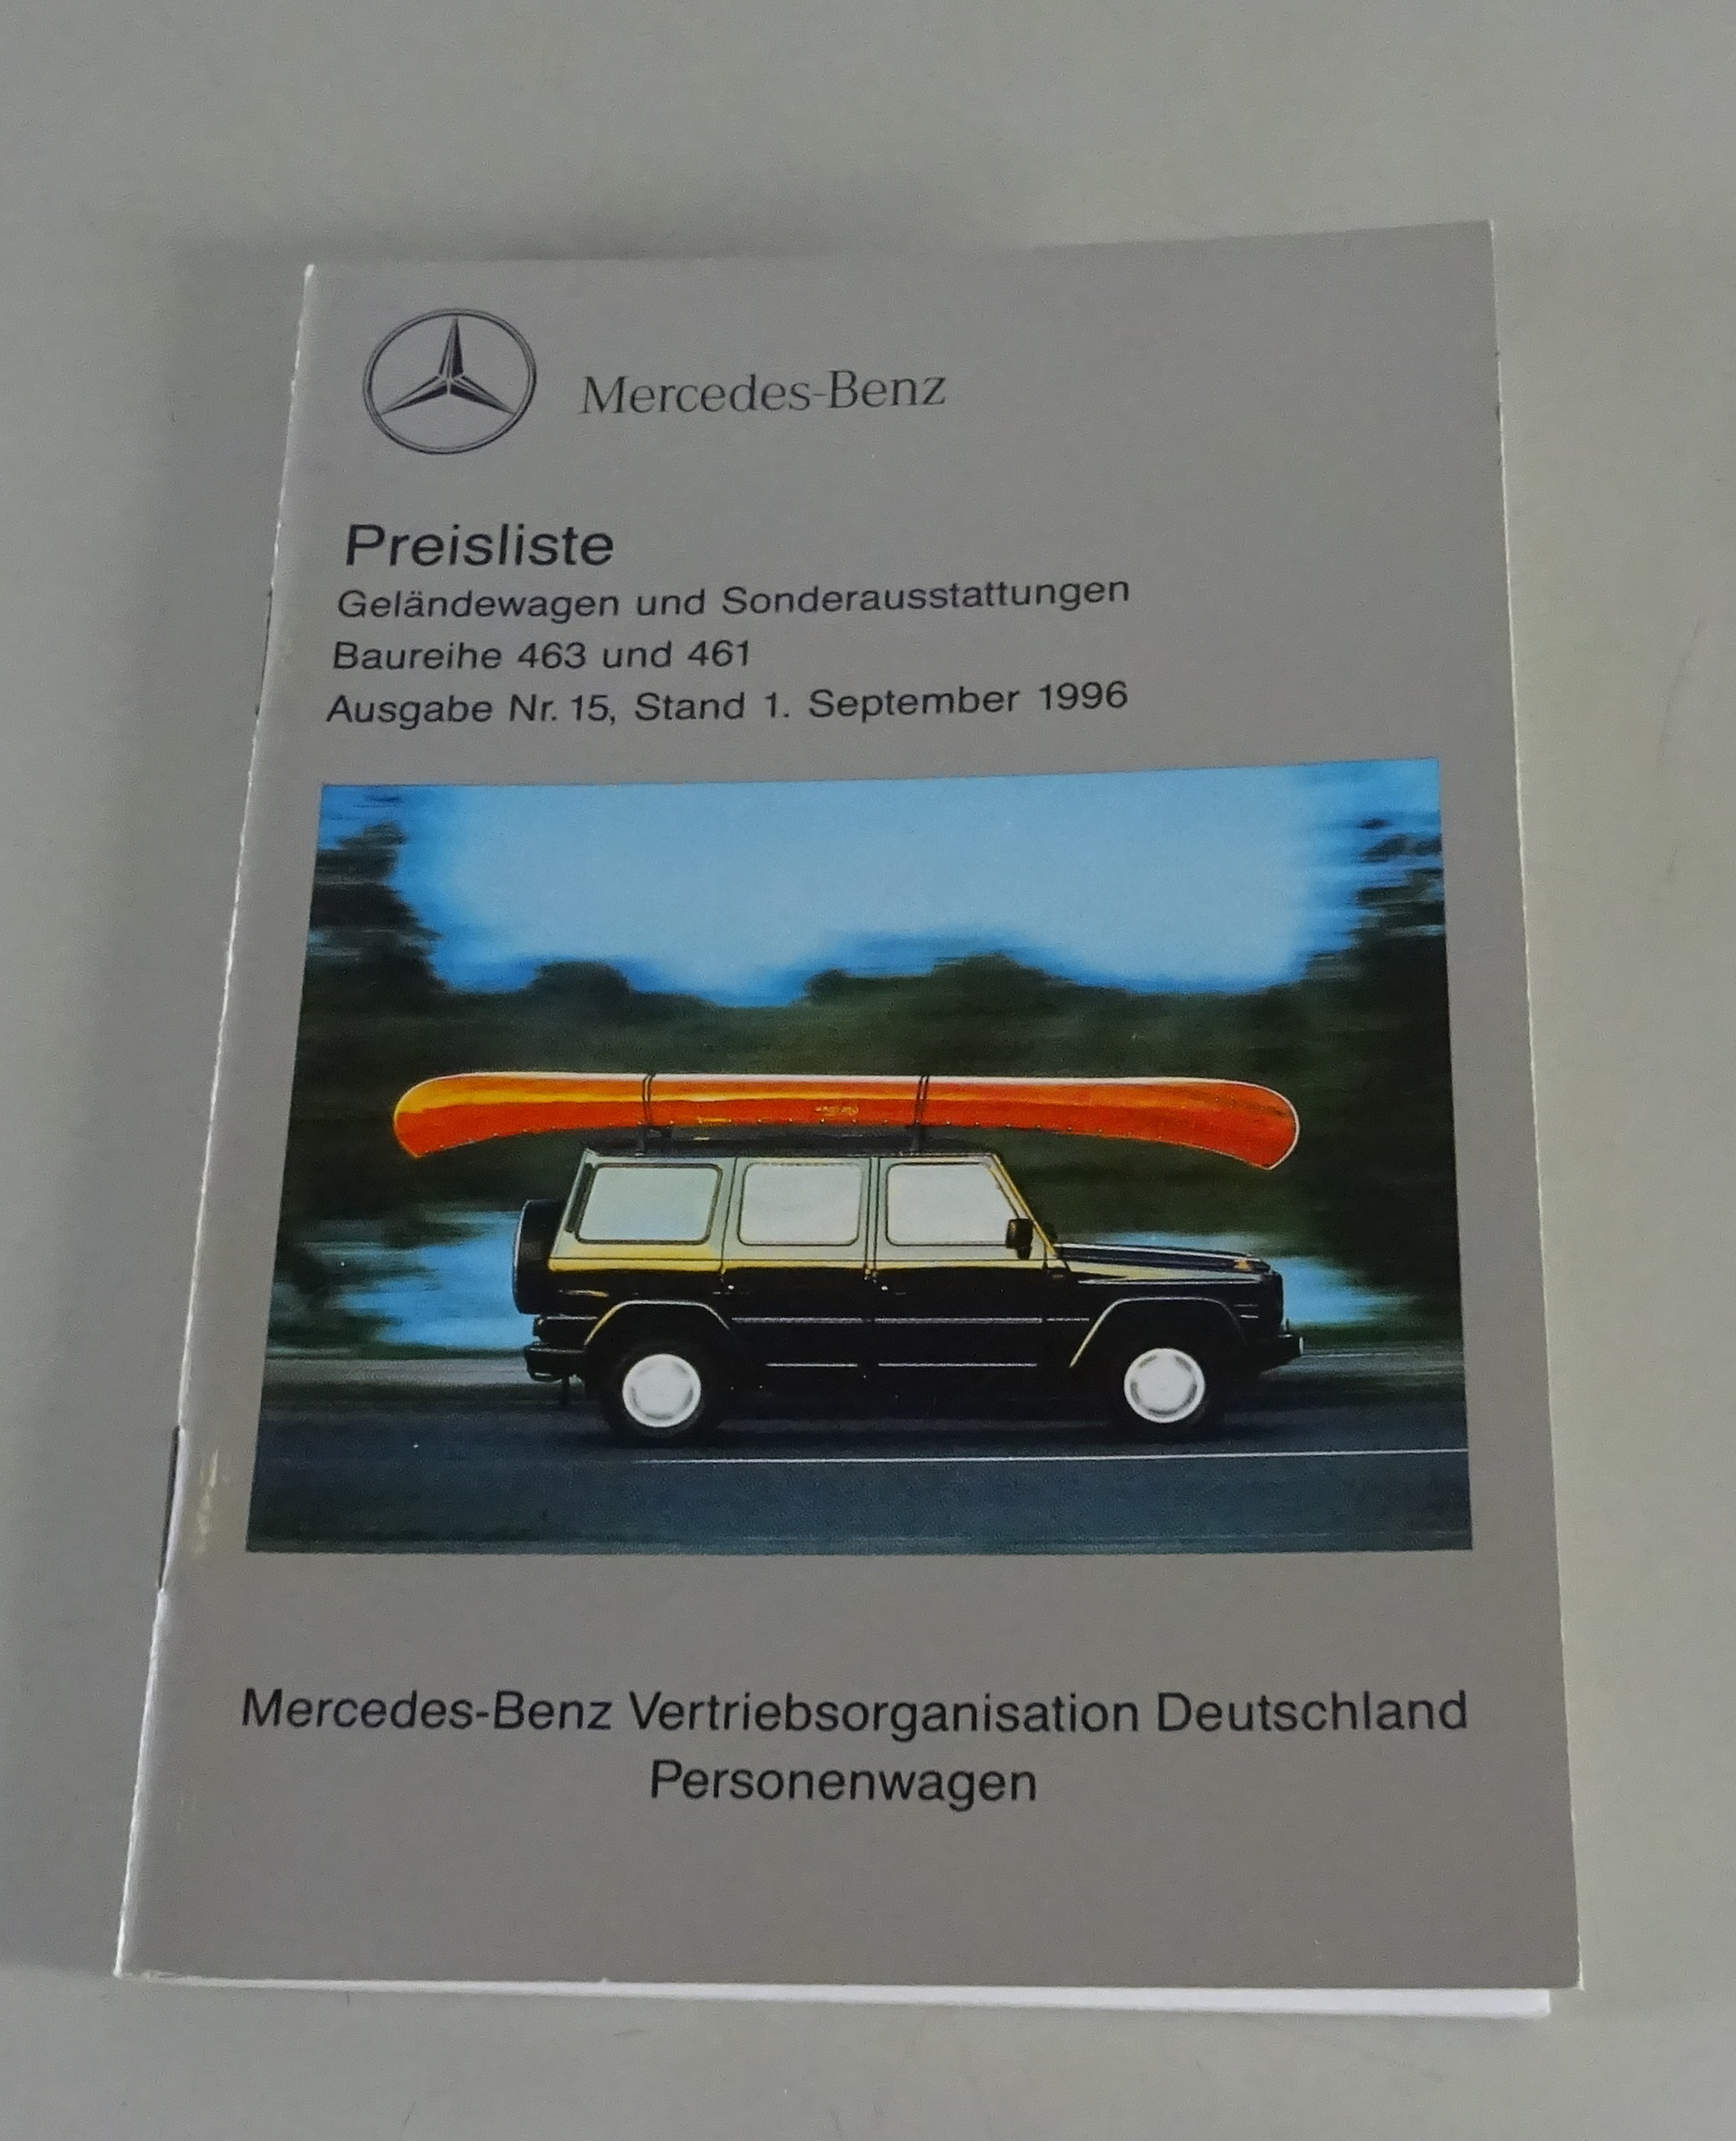 Mercedes-Benz
Preisliste
Geländewagen und Sonderausstattungen
Baureihe 463 und 461
Ausgabe Nr. 15, Stand 1. September 1996
Mercedes-Benz Vertriebsorganisation Deutschland
Personenwagen